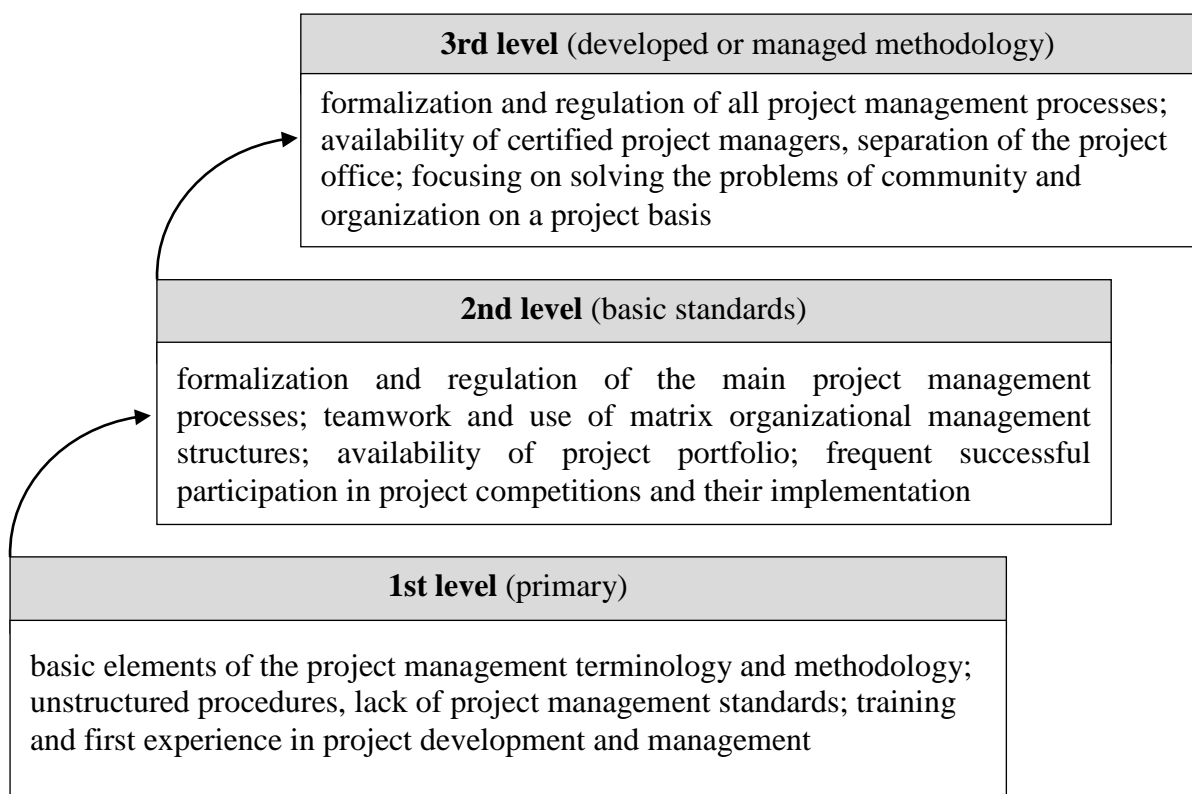 3rd level (developed or managed methodology)
formalization and regulation of all project management processes;
availability of certified project managers, separation of the project
office; focusing on solving the problems of community and
organization on a project basis
2nd level (basic standards)
formalization and regulation of the main project management
processes; teamwork and use of matrix organizational management
structures; availability of project portfolio; frequent successful
participation in project competitions and their implementation
1st level (primary)
basic elements of the project management terminology and methodology;
unstructured procedures, lack of project management standards; training
and first experience in project development and management